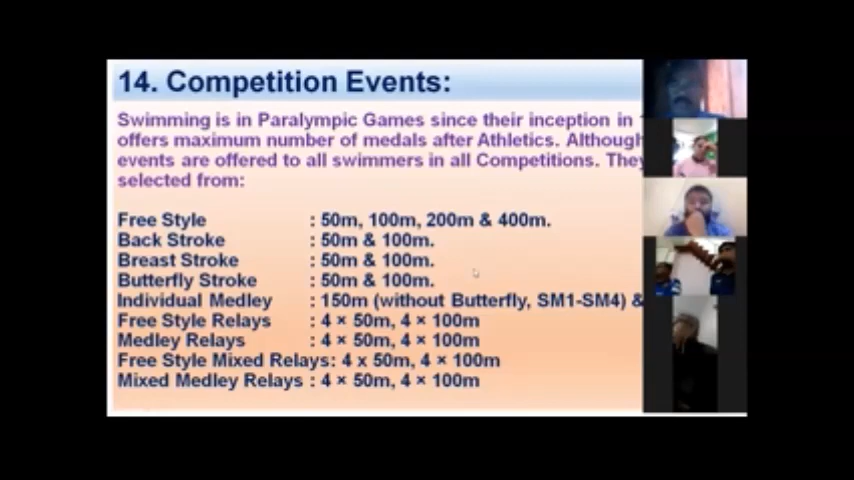 14. Competition Events:
Swimming is in Paralympic Games since their inception in
offers maximum number of medals after Athletics. Although
events are offered to all swimmers in all Competitions. They
selected from:
Free Style : 50m, 100m, 200m & 400m.
Back Stroke : 50m & 100m.
Breast Stroke : 50m & 100m.
Butterfly Stroke : 50m & 100m.
Individual Medley : 150m (without Butterfly, SM1-SM4) &
Free Style Relays : 4 × 50m, 4 × 100m
Medley Relays : 4 × 50m, 4 × 100m
Free Style Mixed Relays: 4 x 50m, 4 × 100m
Mixed Medley Relays : 4 × 50m, 4 × 100m